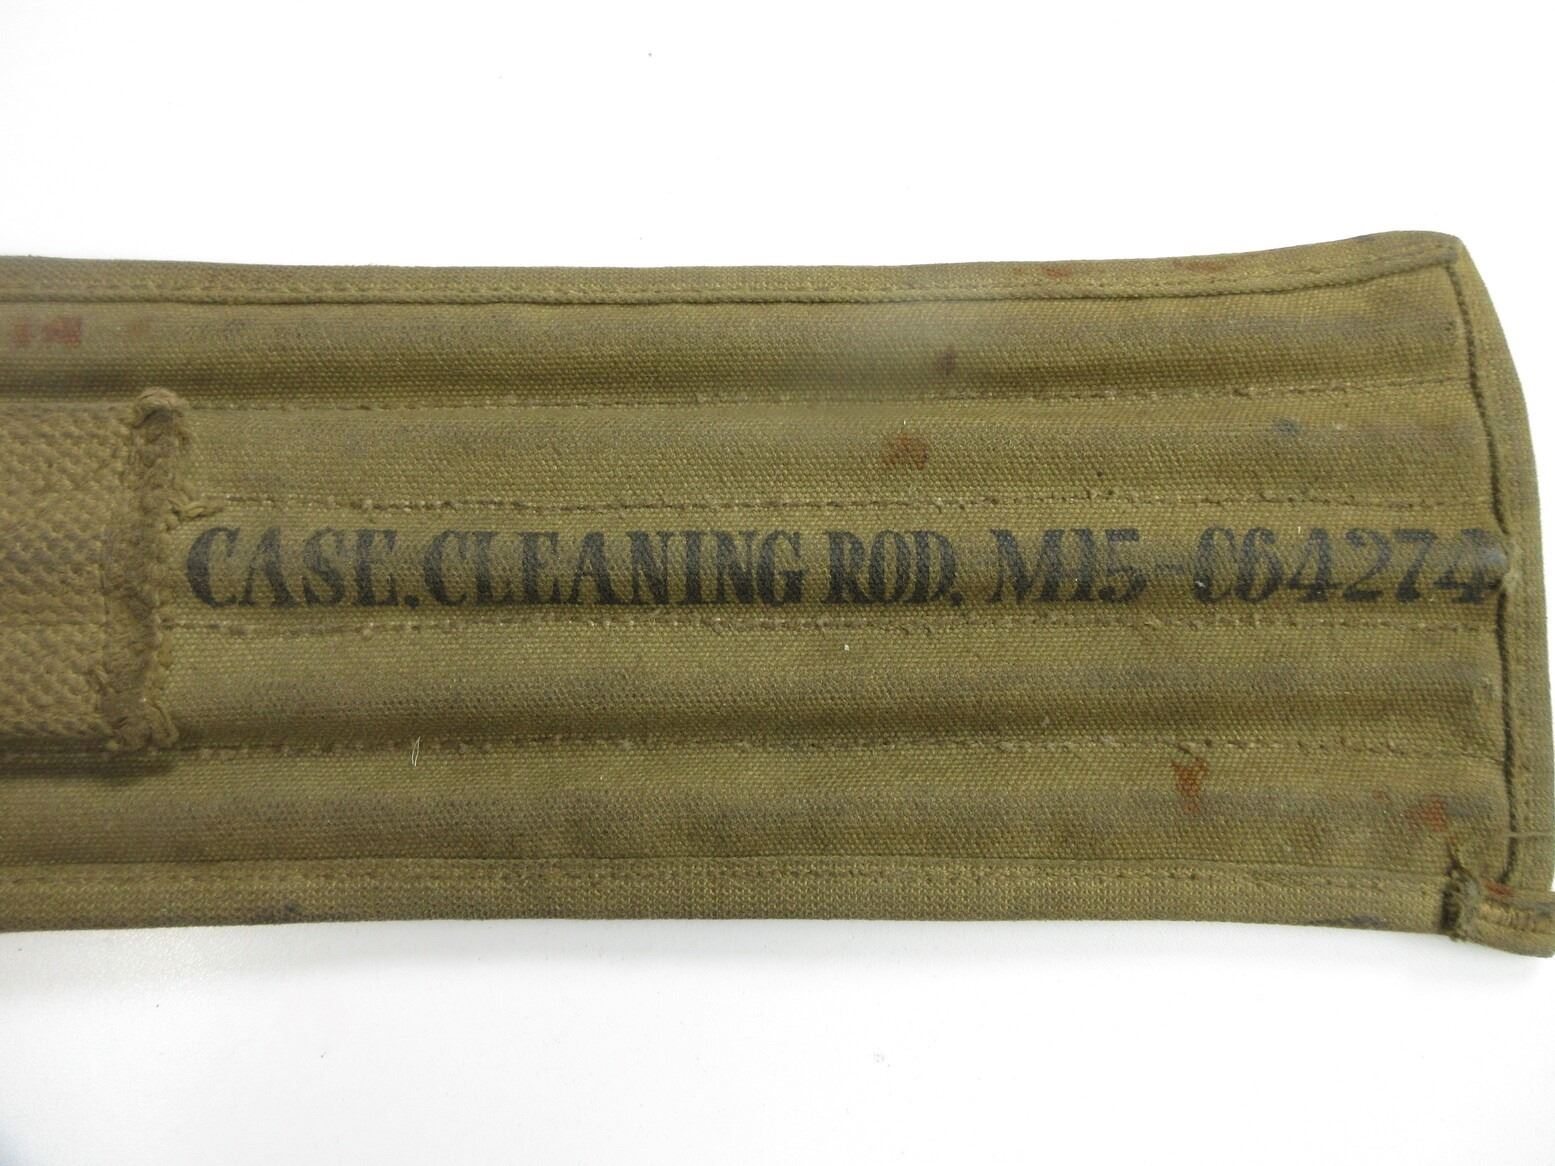 CASE.CLEANING ROD. M15-C64274